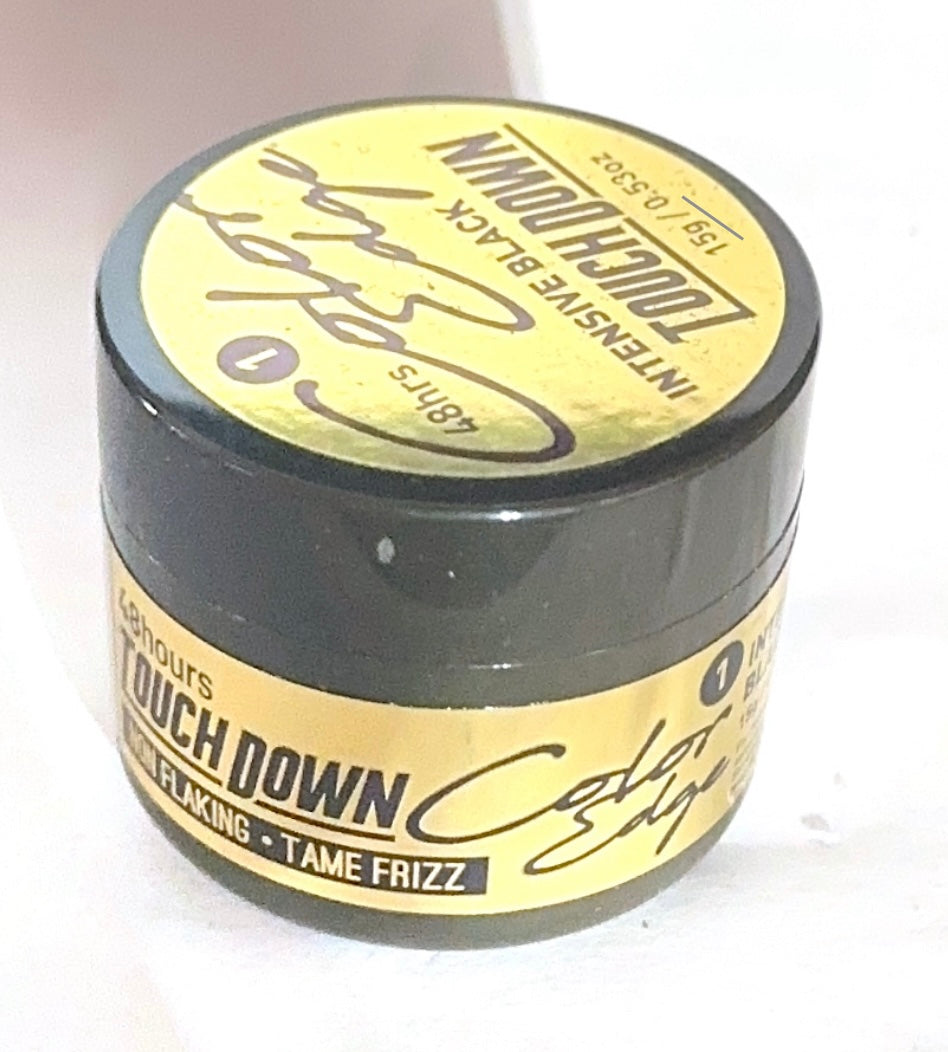 48hrs
Color
Edge
1
INTENSIVE BLACK
TOUCH DOWN
15g / 0.53oz
48hours
TOUCH DOWN
FLAKING • TAME FRIZZ
Color
Edge
1